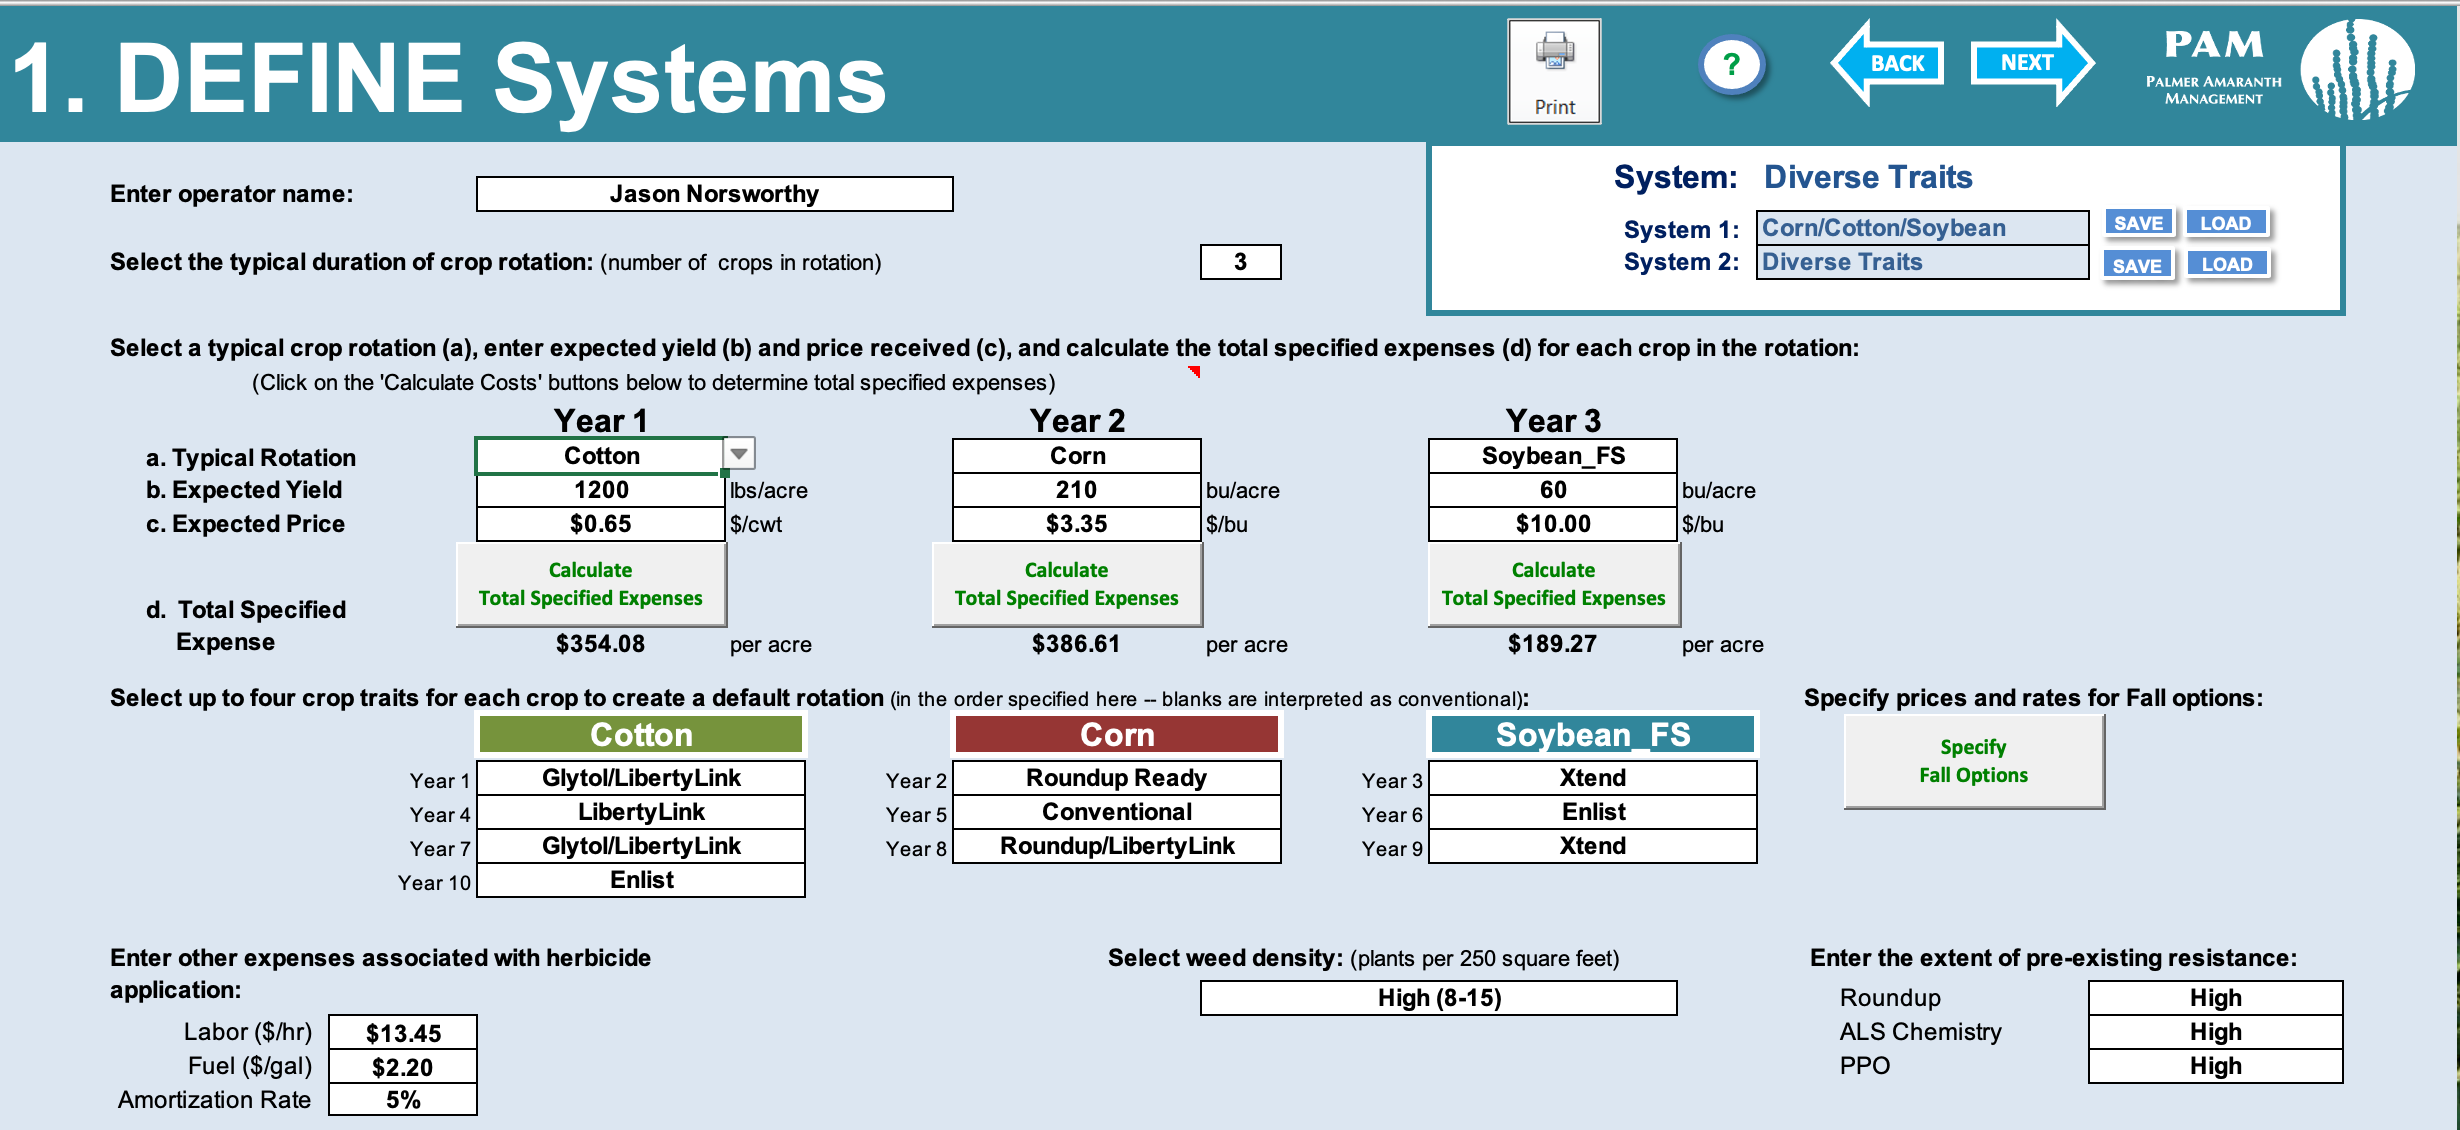 1. DEFINE Systems
Print
?
BACK
NEXT
PAM
PALMER AMARANTH
MANAGEMENT
Enter operator name:
Jason Norsworthy
System: Diverse Traits
System 1: Corn/Cotton/Soybean SAVE LOAD
System 2: Diverse Traits SAVE LOAD
Select the typical duration of crop rotation: (number of crops in rotation) 3
Select a typical crop rotation (a), enter expected yield (b) and price received (c), and calculate the total specified expenses (d) for each crop in the rotation:
(Click on the 'Calculate Costs' buttons below to determine total specified expenses)
Year 1 Year 2 Year 3
a. Typical Rotation Cotton Corn Soybean_FS
b. Expected Yield 1200 lbs/acre 210 bu/acre 60 bu/acre
c. Expected Price $0.65 $/cwt $3.35 $/bu $10.00 $/bu
Calculate Calculate Calculate
Total Specified Expenses Total Specified Expenses Total Specified Expenses
d. Total Specified
Expense $354.08 per acre $386.61 per acre $189.27 per acre
Select up to four crop traits for each crop to create a default rotation (in the order specified here -- blanks are interpreted as conventional):
Specify prices and rates for Fall options:
Specify
Fall Options
Cotton Corn Soybean_FS
Year 1 Glytol/LibertyLink Year 2 Roundup Ready Year 3 Xtend
Year 4 LibertyLink Year 5 Conventional Year 6 Enlist
Year 7 Glytol/LibertyLink Year 8 Roundup/LibertyLink Year 9 Xtend
Year 10 Enlist
Enter other expenses associated with herbicide
application:
Labor ($/hr) $13.45
Fuel ($/gal) $2.20
Amortization Rate 5%
Select weed density: (plants per 250 square feet)
High (8-15)
Enter the extent of pre-existing resistance:
Roundup High
ALS Chemistry High
PPO High